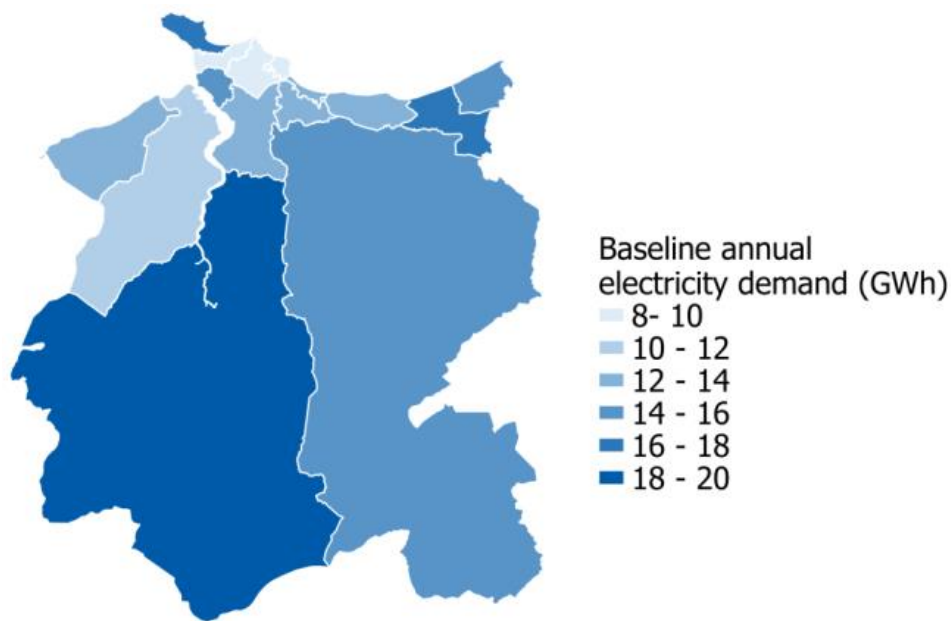 Baseline annual
electricity demand (GWh)
8- 10
10 - 12
12 - 14
14 - 16
16 - 18
18 - 20